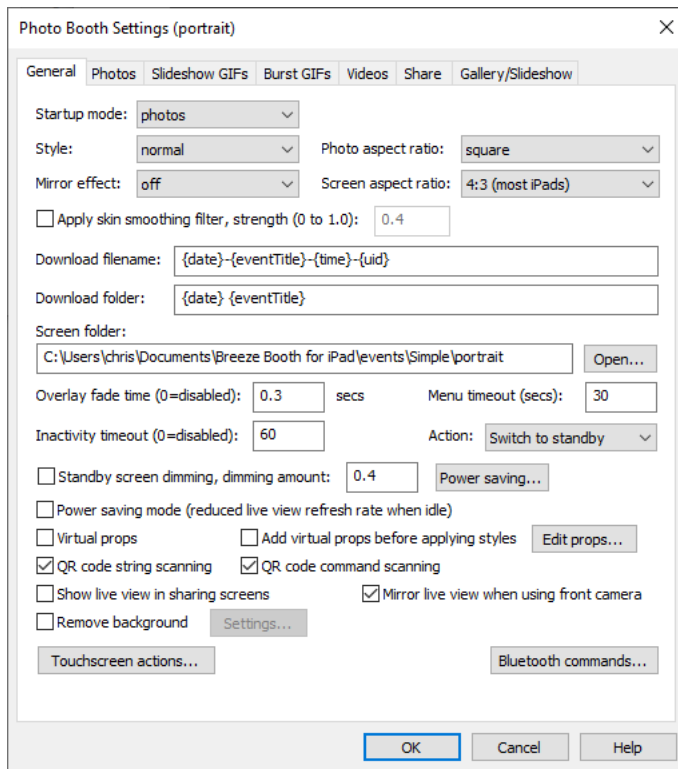 Photo Booth Settings (portrait)
General Photos Slideshow GIFs Burst GIFs Videos Share Gallery/Slideshow
Startup mode: photos
Style: normal Photo aspect ratio: square
Mirror effect: off Screen aspect ratio: 4:3 (most iPads)
Apply skin smoothing filter, strength (0 to 1.0): 0.4
Download filename: {date}-{eventTitle}-{time}-{uid}
Download folder: {date} {eventTitle}
Screen folder:
C:\Users\chris\Documents\Breeze Booth for iPad\events\Simple\portrait Open...
Overlay fade time (0=disabled): 0.3 secs Menu timeout (secs): 30
Inactivity timeout (0=disabled): 60 Action: Switch to standby
Standby screen dimming, dimming amount: 0.4 Power saving...
Power saving mode (reduced live view refresh rate when idle)
Virtual props Add virtual props before applying styles Edit props...
QR code string scanning QR code command scanning
Show live view in sharing screens Mirror live view when using front camera
Remove background Settings...
Touchscreen actions... Bluetooth commands...
OK Cancel Help